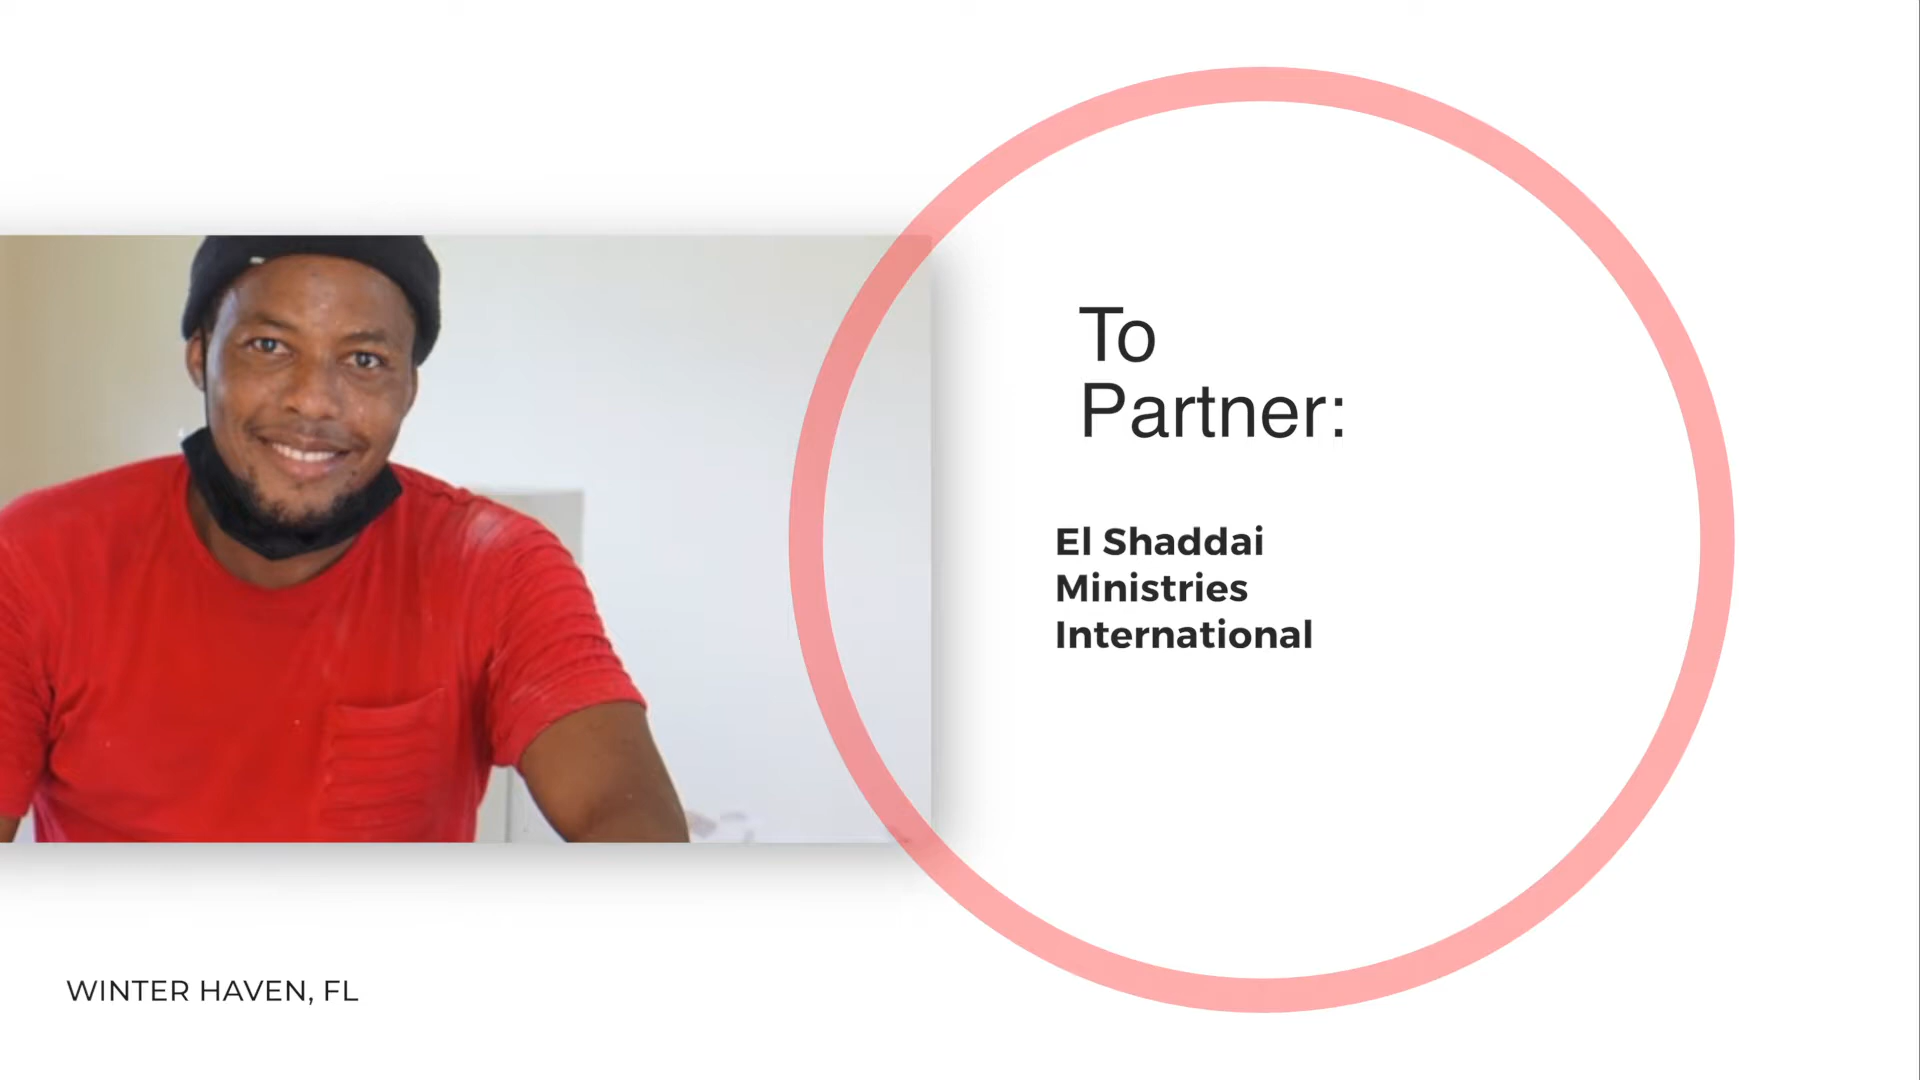 To
Partner:
El Shaddai
Ministries
International
WINTER HAVEN, FL